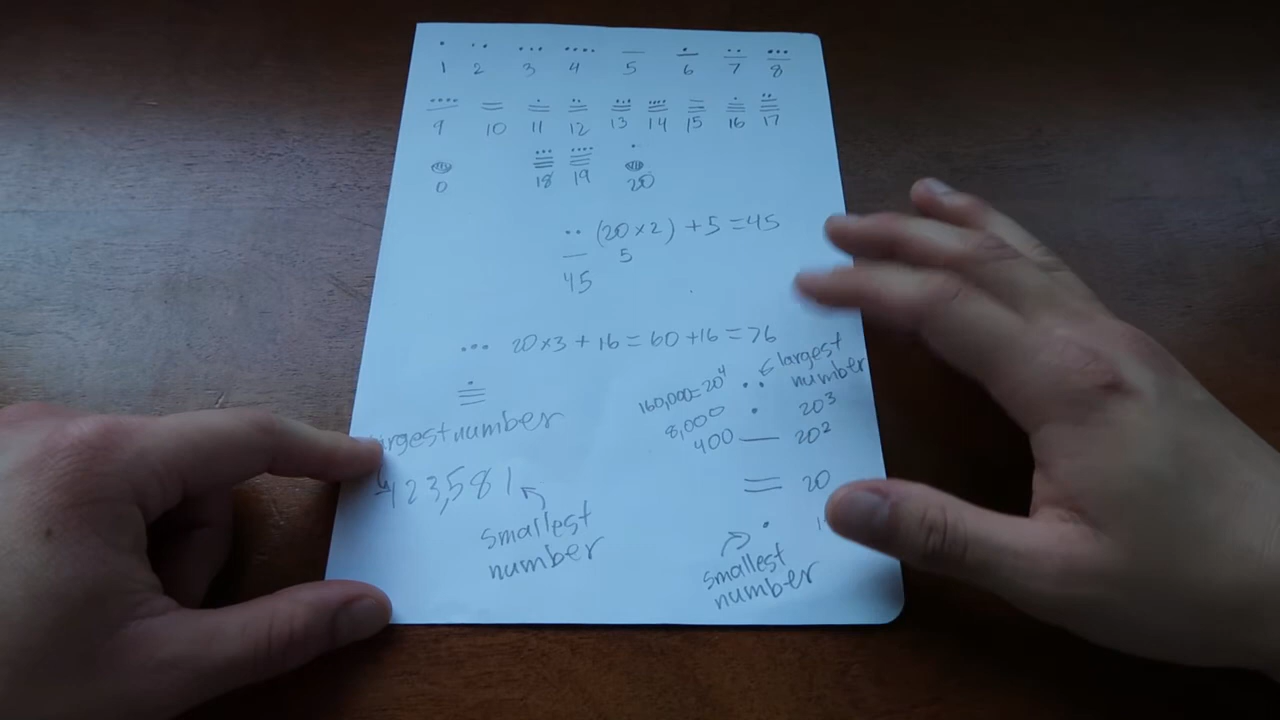 1 2 3 4 5 6 7 8
9 10 11 12 13 14 15 16 17
0 18 19 20
(20×2) +5=45
5
45
20×3 + 16 = 60 +16 = 76
largest
number
160,000=20⁴
8,000 20³
400 20²
20
1
smallest
number
number
123,581
smallest
number